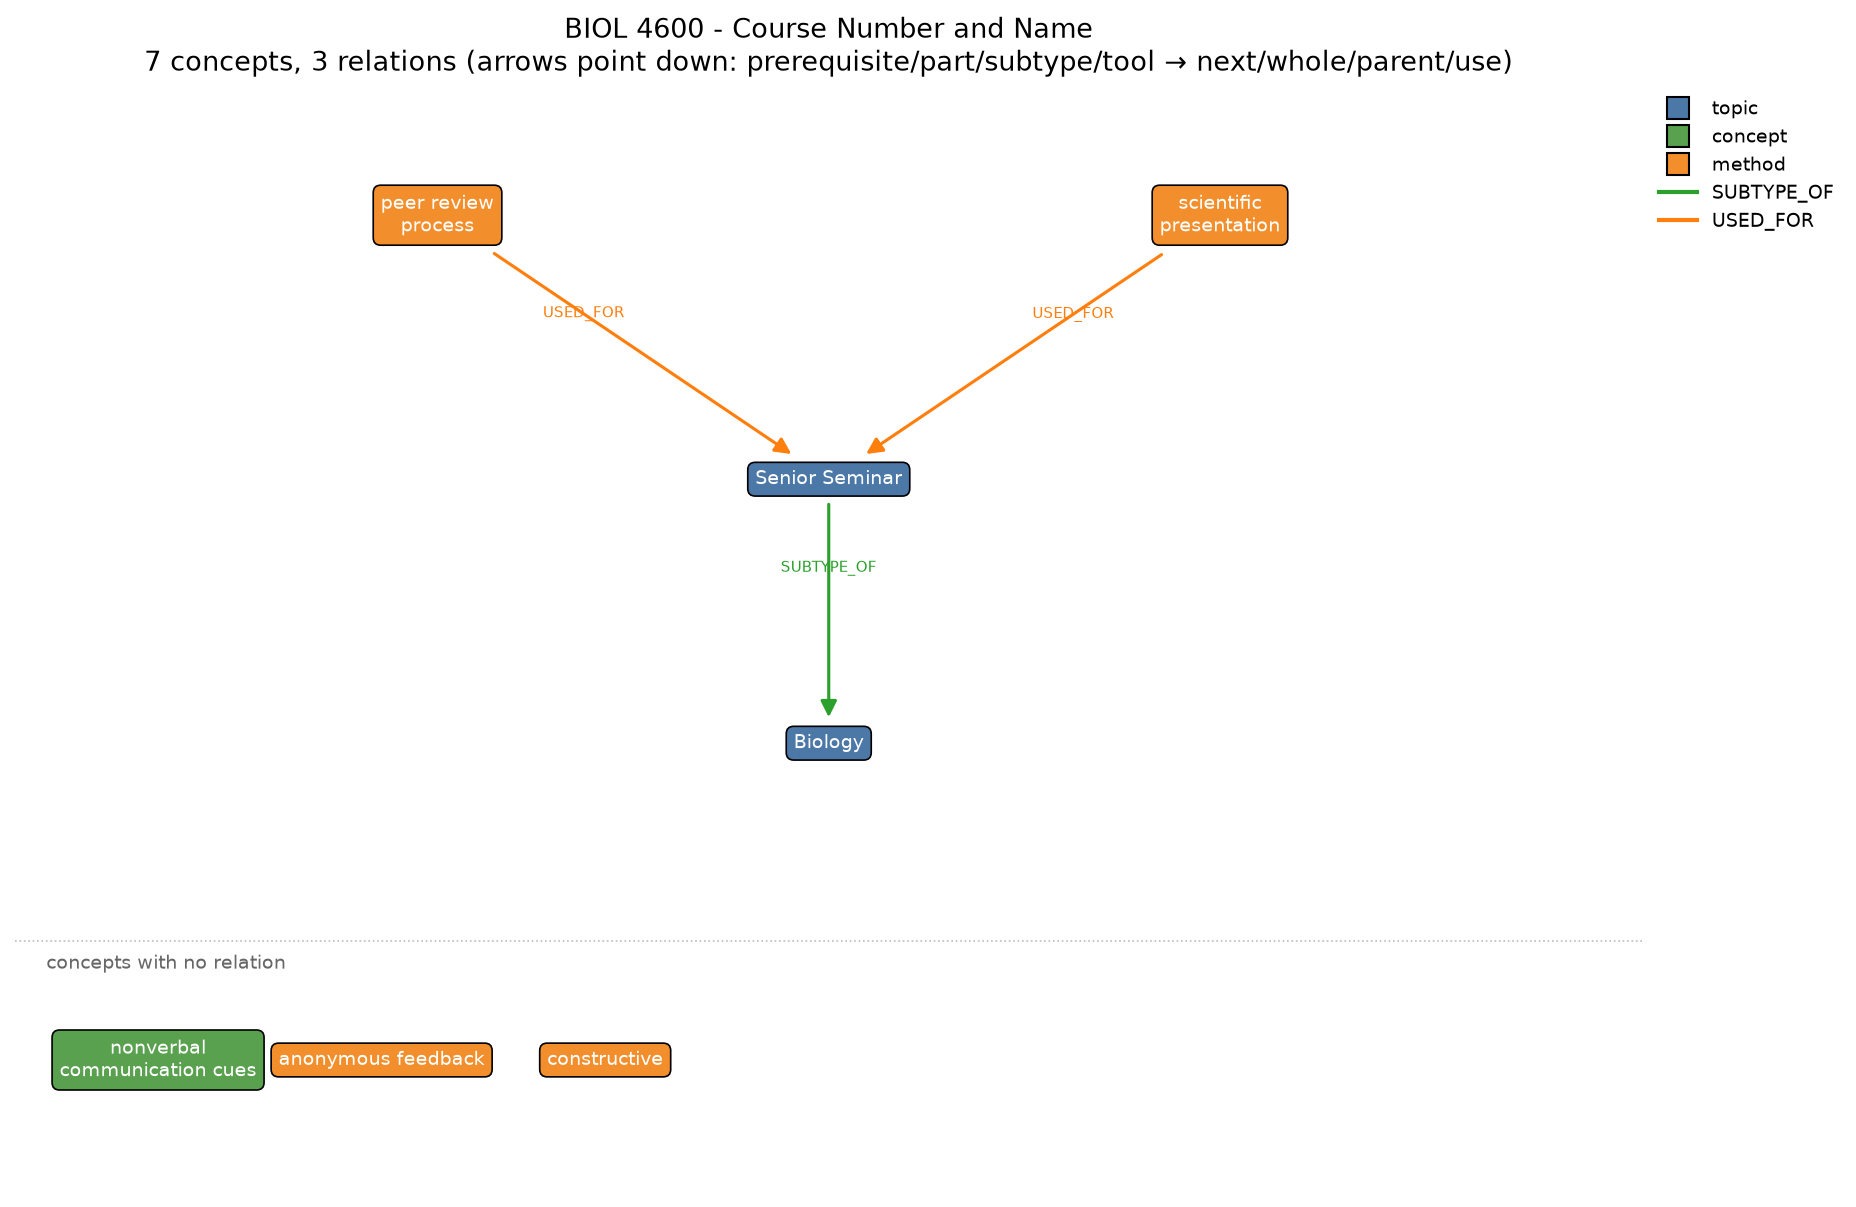 BIOL 4600 - Course Number and Name
7 concepts, 3 relations (arrows point down: prerequisite/part/subtype/tool → next/whole/parent/use)
topic
concept
method
SUBTYPE_OF
USED_FOR
peer review
process
scientific
presentation
USED_FOR
USED_FOR
Senior Seminar
SUBTYPE_OF
Biology
concepts with no relation
nonverbal
communication cues
anonymous feedback
constructive